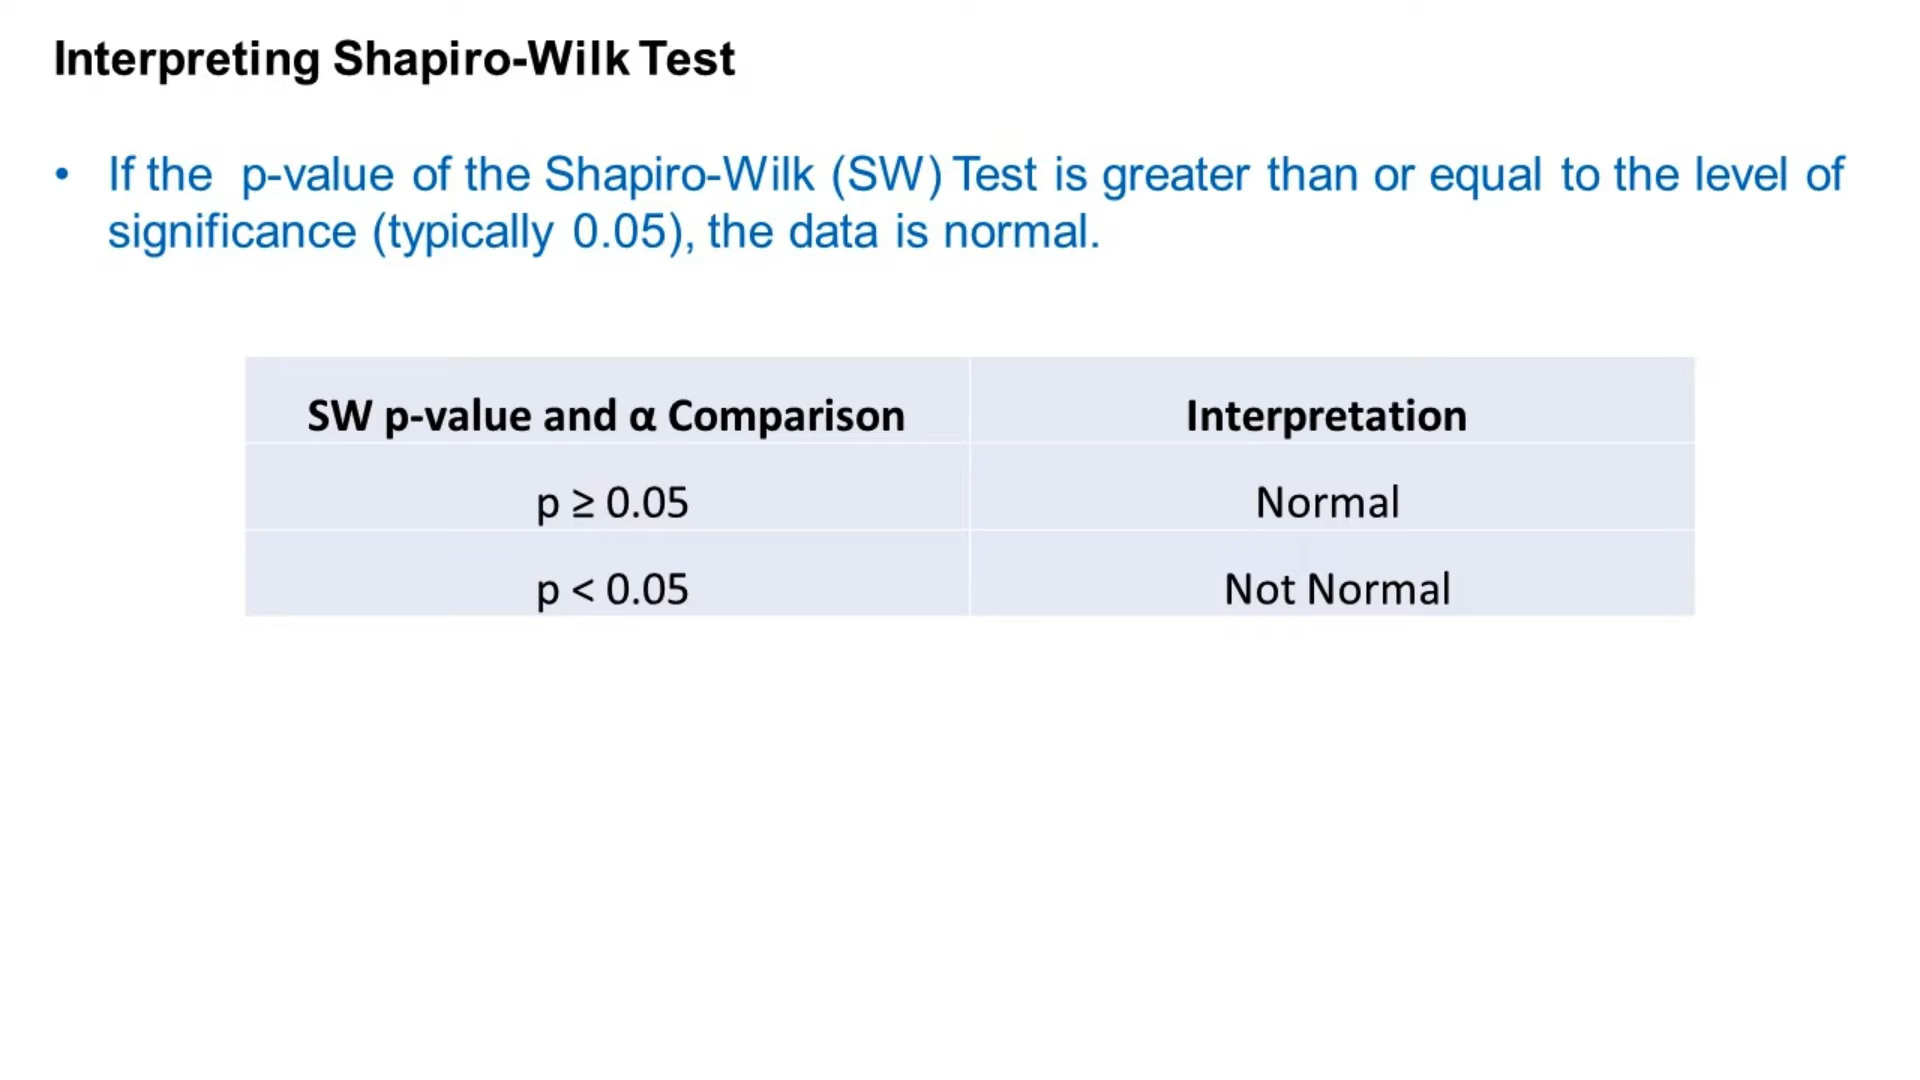 Interpreting Shapiro-Wilk Test
• If the p-value of the Shapiro-Wilk (SW) Test is greater than or equal to the level of
significance (typically 0.05), the data is normal.
SW p-value and α Comparison Interpretation
p ≥ 0.05 Normal
p < 0.05 Not Normal